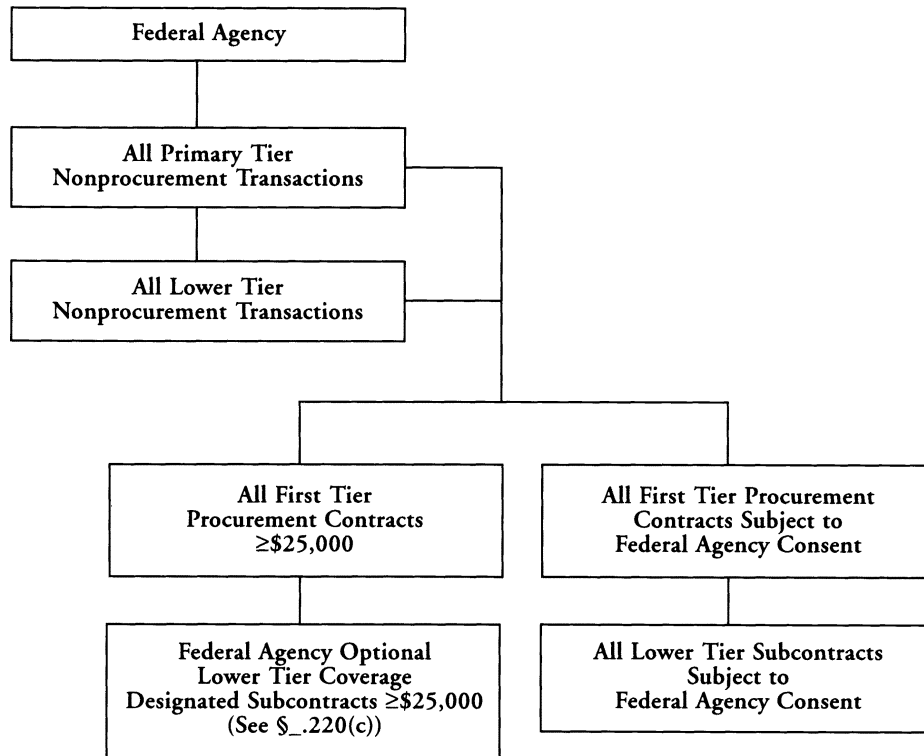 Federal Agency
All Primary Tier
Nonprocurement Transactions
All Lower Tier
Nonprocurement Transactions
All First Tier
Procurement Contracts
≥$25,000
All First Tier Procurement
Contracts Subject to
Federal Agency Consent
Federal Agency Optional
Lower Tier Coverage
Designated Subcontracts ≥$25,000
(See §_.220(c))
All Lower Tier Subcontracts
Subject to
Federal Agency Consent